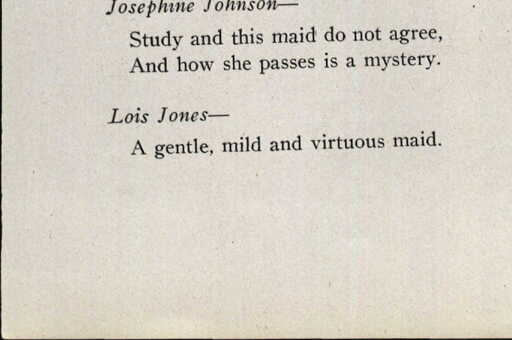 Josephine Johnson—
Study and this maid do not agree,
And how she passes is a mystery.
Lois Jones—
A gentle, mild and virtuous maid.